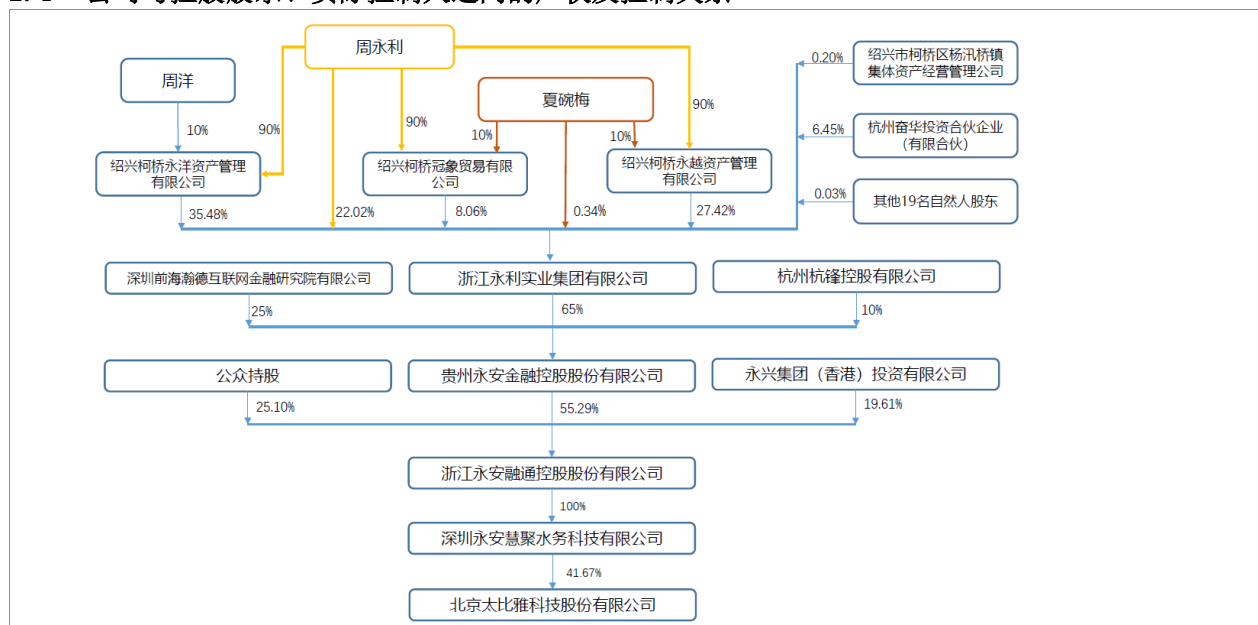 周永利
周洋
夏碗梅
绍兴市柯桥区杨汛桥镇
集体资产经营管理公司
0.20%
10%
90%
90%
10%
10%
90%
6.45%
杭州奋华投资合伙企业
（有限合伙）
绍兴柯桥永洋资产管理
有限公司
绍兴柯桥冠象贸易有限
公司
绍兴柯桥永越资产管理
有限公司
0.03%
其他19名自然人股东
35.48%
22.02%
8.06%
0.34%
27.42%
深圳前海瀚德互联网金融研究院有限公司
浙江永利实业集团有限公司
杭州杭锋控股有限公司
25%
65%
10%
公众持股
贵州永安金融控股股份有限公司
永兴集团（香港）投资有限公司
25.10%
55.29%
19.61%
浙江永安融通控股股份有限公司
100%
深圳永安慧聚水务科技有限公司
41.67%
北京太比雅科技股份有限公司